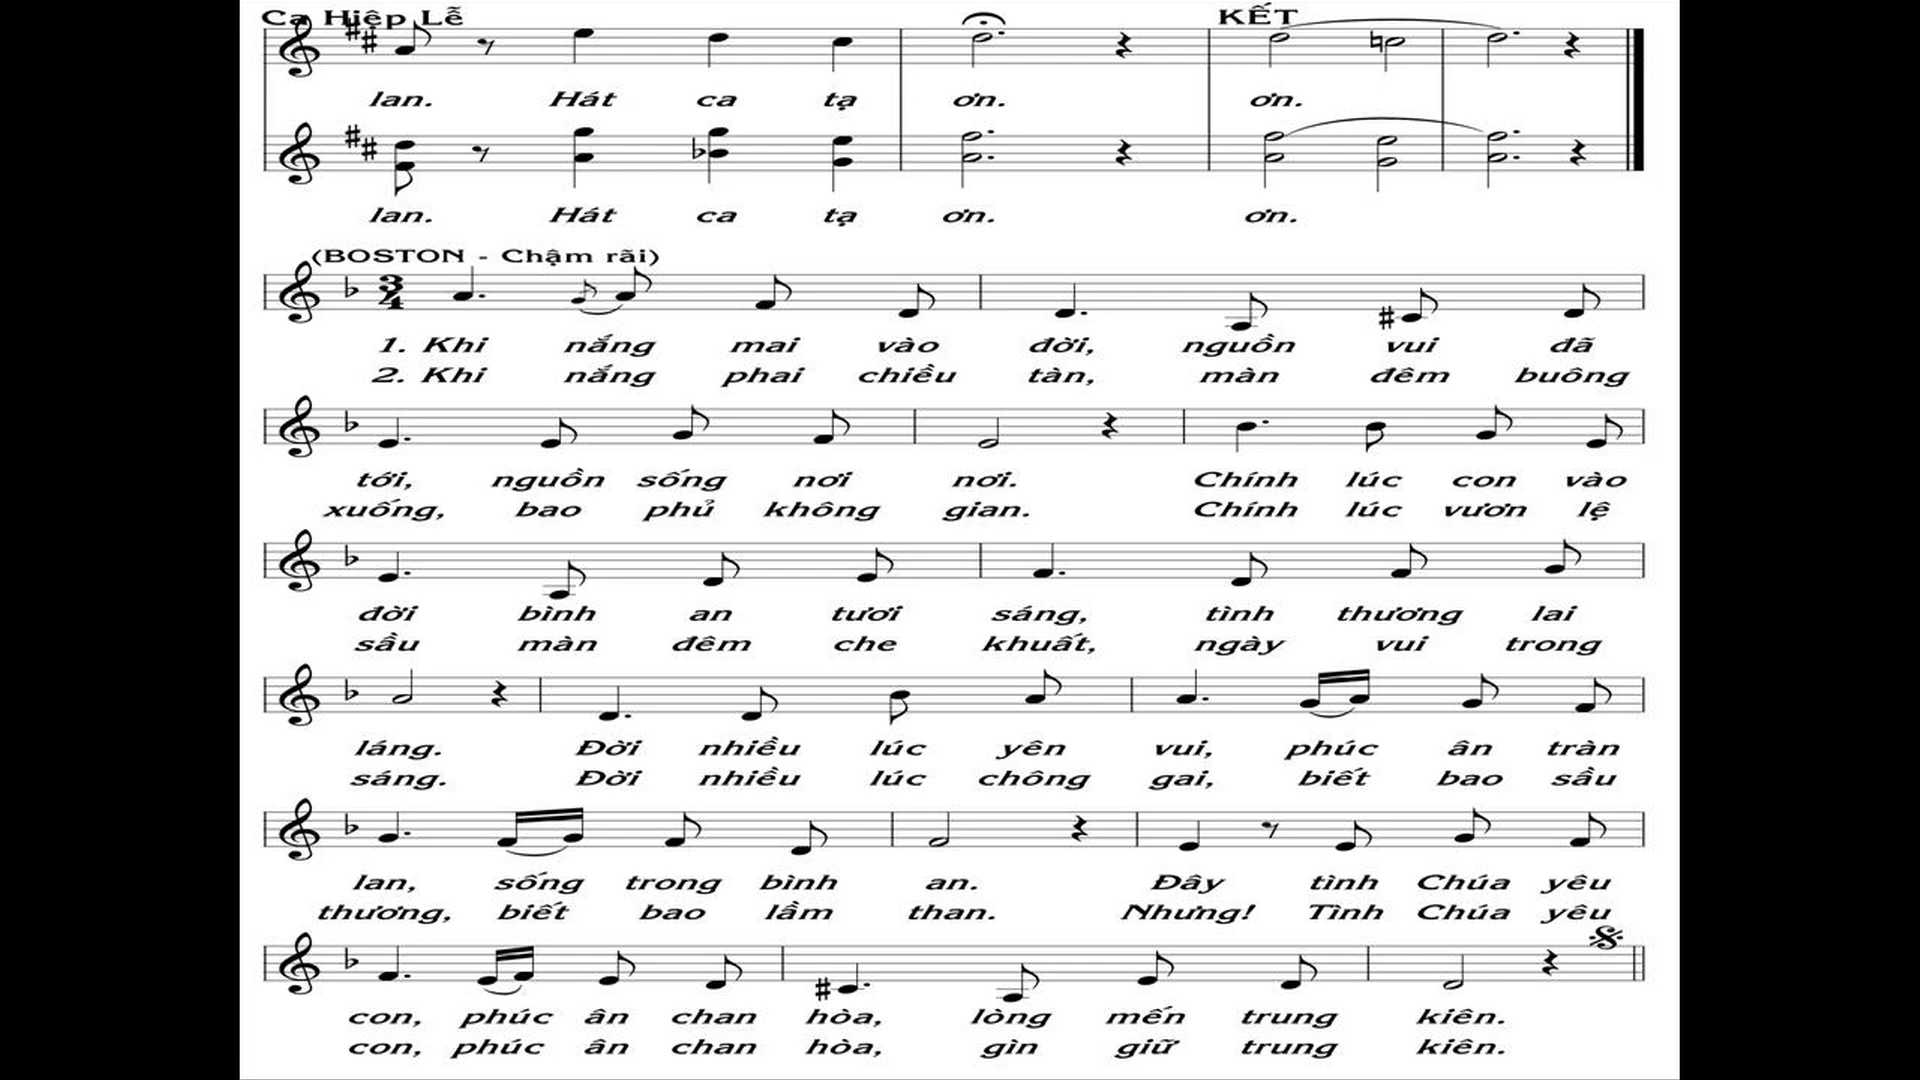 Ca Hiệp Lễ
KẾT
lan. Hát ca tạ ơn. ơn.
lan. Hát ca tạ ơn. ơn.
(BOSTON - Chậm rãi)
3
4
1. Khi nắng mai vào đời, nguồn vui đã
2. Khi nắng phai chiều tàn, màn đêm buông
tới, nguồn sống nơi nơi. Chính lúc con vào
xuống, bao phủ không gian. Chính lúc vươn lệ
đời bình an tươi sáng, tình thương lai
sầu màn đêm che khuất, ngày vui trong
láng. Đời nhiều lúc yên vui, phúc ân tràn
sáng. Đời nhiều lúc chông gai, biết bao sầu
lan, sống trong bình an. Đây tình Chúa yêu
thương, biết bao lầm than. Nhưng! Tình Chúa yêu
con, phúc ân chan hòa, lòng mến trung kiên.
con, phúc ân chan hòa, gìn giữ trung kiên.